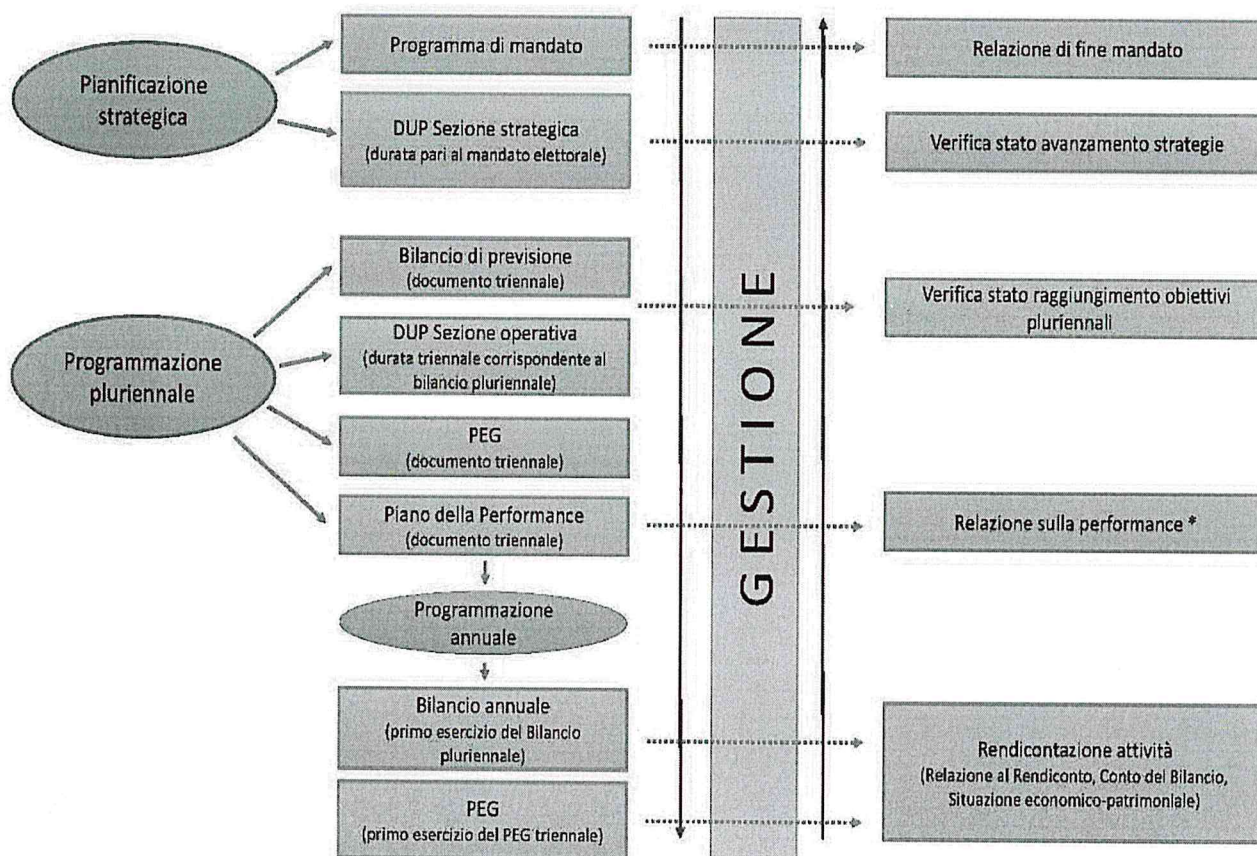 Pianificazione
strategica
Programma di mandato
Relazione di fine mandato
DUP Sezione strategica
(durata pari al mandato elettorale)
Verifica stato avanzamento strategie
Programmazione
pluriennale
Bilancio di previsione
(documento triennale)
DUP Sezione operativa
(durata triennale corrispondente al
bilancio pluriennale)
Verifica stato raggiungimento obiettivi
pluriennali
PEG
(documento triennale)
Piano della Performance
(documento triennale)
Relazione sulla performance *
GESTIONE
Programmazione
annuale
Bilancio annuale
(primo esercizio del Bilancio
pluriennale)
PEG
(primo esercizio del PEG triennale)
Rendicontazione attività
(Relazione al Rendiconto, Conto del Bilancio,
Situazione economico-patrimoniale)